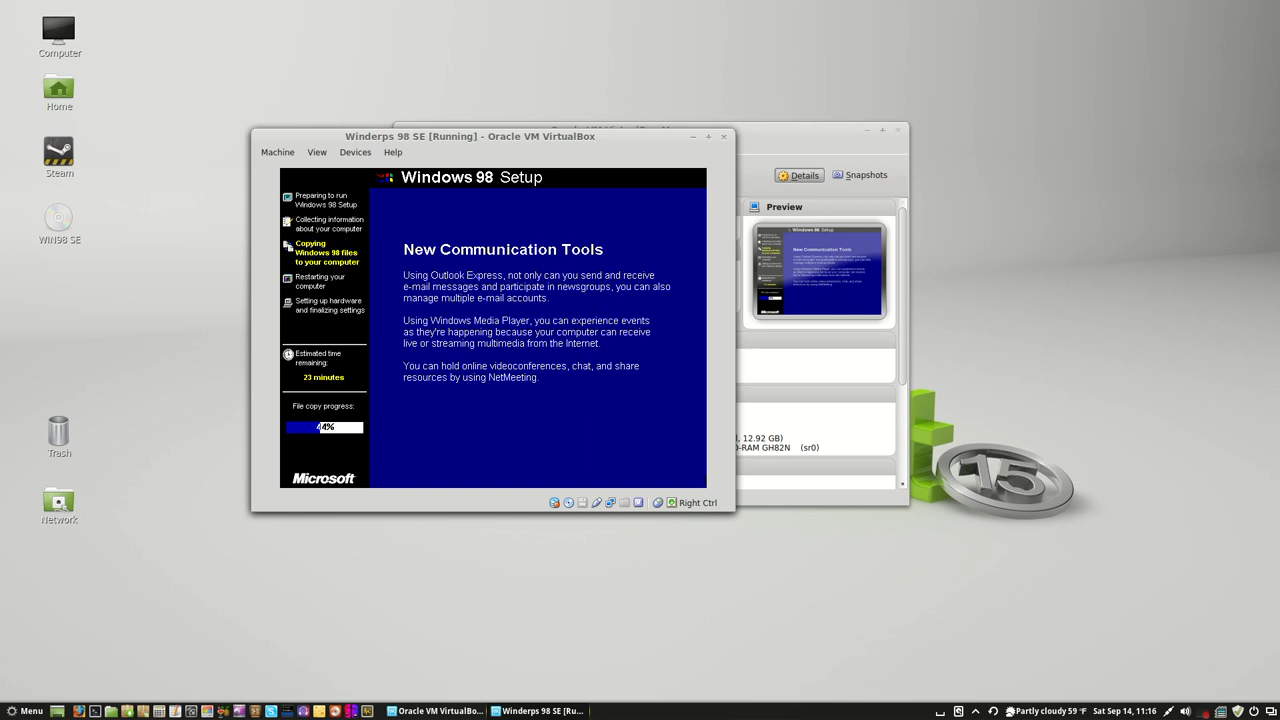 Computer
Home
Steam
WIN98 SE
Trash
Network
Winderps 98 SE [Running] - Oracle VM VirtualBox
Machine
View
Devices
Help
Windows 98 Setup
Preparing to run
Windows 98 Setup
Collecting information
about your computer
Copying
Windows 98 files
to your computer
Restarting your
computer
Setting up hardware
and finalizing settings
Estimated time
remaining:
23 minutes
File copy progress:
44%
Microsoft
New Communication Tools
Using Outlook Express, not only can you send and receive
e-mail messages and participate in newsgroups, you can also
manage multiple e-mail accounts.
Using Windows Media Player, you can experience events
as they're happening because your computer can receive
live or streaming multimedia from the Internet.
You can hold online videoconferences, chat, and share
resources by using NetMeeting.
Right Ctrl
Details
Snapshots
Preview
Windows 98 Setup
New Communication Tools
, 12.92 GB)
D-RAM GH82N (sr0)
15
Menu
Oracle VM VirtualBo...
Winderps 98 SE [Ru...
Partly cloudy 59 °F
Sat Sep 14, 11:16